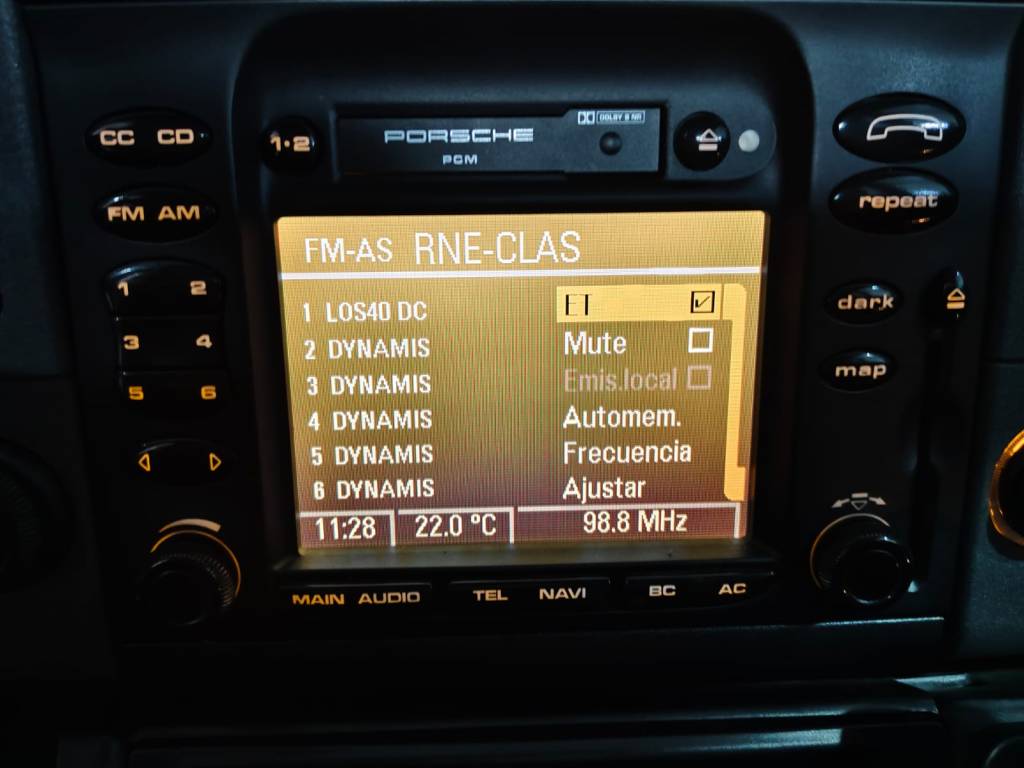 CC CD
1·2
PORSCHE
PCM
DOLBY B NR
FM AM
repeat
FM-AS RNE-CLAS
1 2
3 4
5 6
dark
map
1 LOS40 DC
2 DYNAMIS
3 DYNAMIS
4 DYNAMIS
5 DYNAMIS
6 DYNAMIS
ET
Mute
Emis.local
Automem.
Frecuencia
Ajustar
11:28 22.0 ºC 98.8 MHz
MAIN AUDIO TEL NAVI BC AC